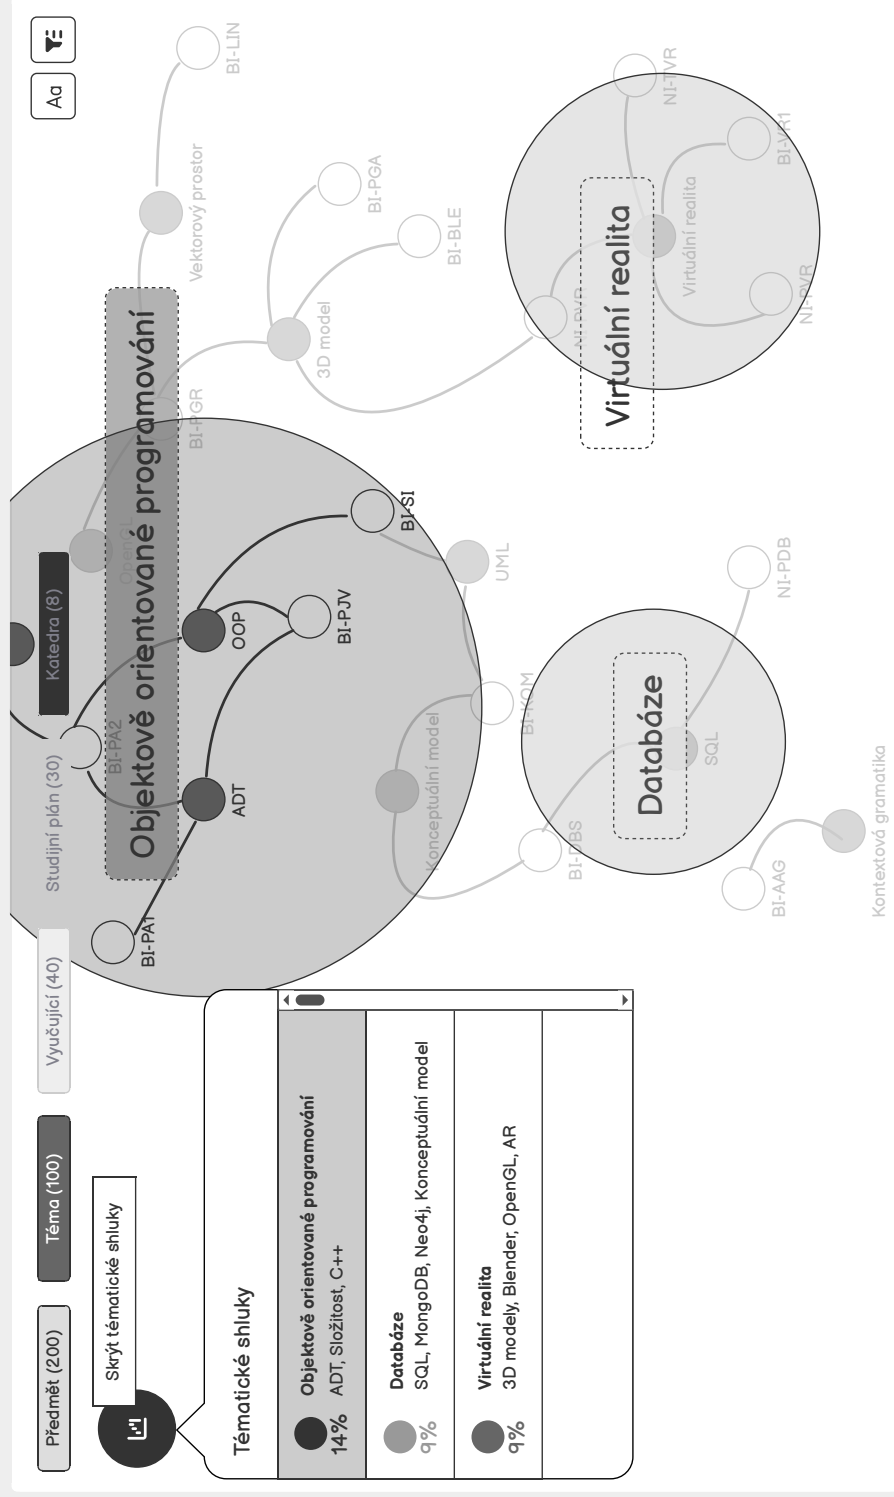 Předmět (200)
Téma (100)
Vyučující (40)
Studijní plán (30)
Katedra (8)
Aa
Skrýt tématické shluky
Tématické shluky
Objektově orientované programování
ADT, Složitost, C++
14%
Databáze
SQL, MongoDB, Neo4j, Konceptuální model
9%
Virtuální realita
3D modely, Blender, OpenGL, AR
9%
Objektově orientované programování
BI-PA1
BI-PA2
ADT
OOP
BI-PJV
BI-SI
OpenGL
BI-PGR
Vektorový prostor
BI-LIN
3D model
BI-PGA
BI-BLE
Konceptuální model
BI-KOM
UML
BI-DBS
Databáze
SQL
NI-PDB
BI-AAG
Kontextová gramatika
Virtuální realita
NI-PVR
Virtuální realita
NI-TVR
BI-VR1
NI-PVR